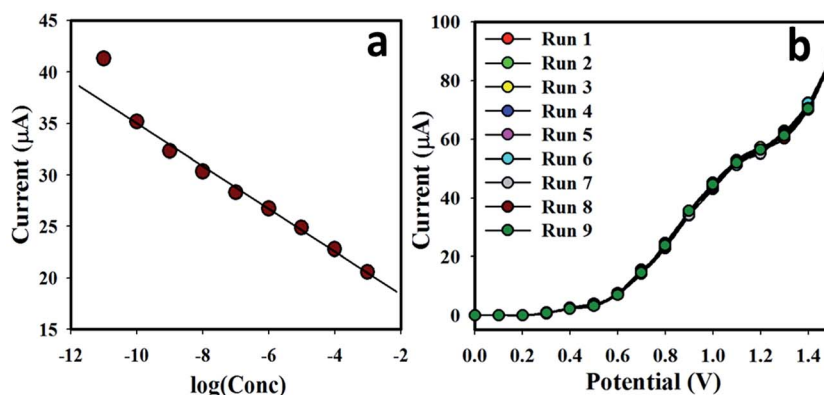 a
45
40
35
30
25
20
15
Current (μA)
-12 -10 -8 -6 -4 -2
log(Conc)
b
100
80
60
40
20
0
Current (μA)
Run 1
Run 2
Run 3
Run 4
Run 5
Run 6
Run 7
Run 8
Run 9
0.0 0.2 0.4 0.6 0.8 1.0 1.2 1.4
Potential (V)